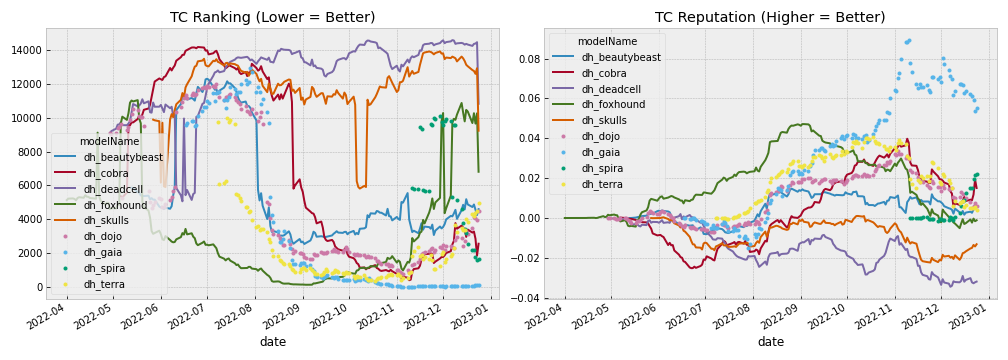 TC Ranking (Lower = Better)
14000
12000
10000
8000
6000
4000
2000
0
modelName
dh_beautybeast
dh_cobra
dh_deadcell
dh_foxhound
dh_skulls
dh_dojo
dh_gaia
dh_spira
dh_terra
2022-04
2022-05
2022-06
2022-07
2022-08
2022-09
2022-10
2022-11
2022-12
2023-01
date
TC Reputation (Higher = Better)
0.08
0.06
0.04
0.02
0.00
−0.02
−0.04
modelName
dh_beautybeast
dh_cobra
dh_deadcell
dh_foxhound
dh_skulls
dh_dojo
dh_gaia
dh_spira
dh_terra
2022-04
2022-05
2022-06
2022-07
2022-08
2022-09
2022-10
2022-11
2022-12
2023-01
date